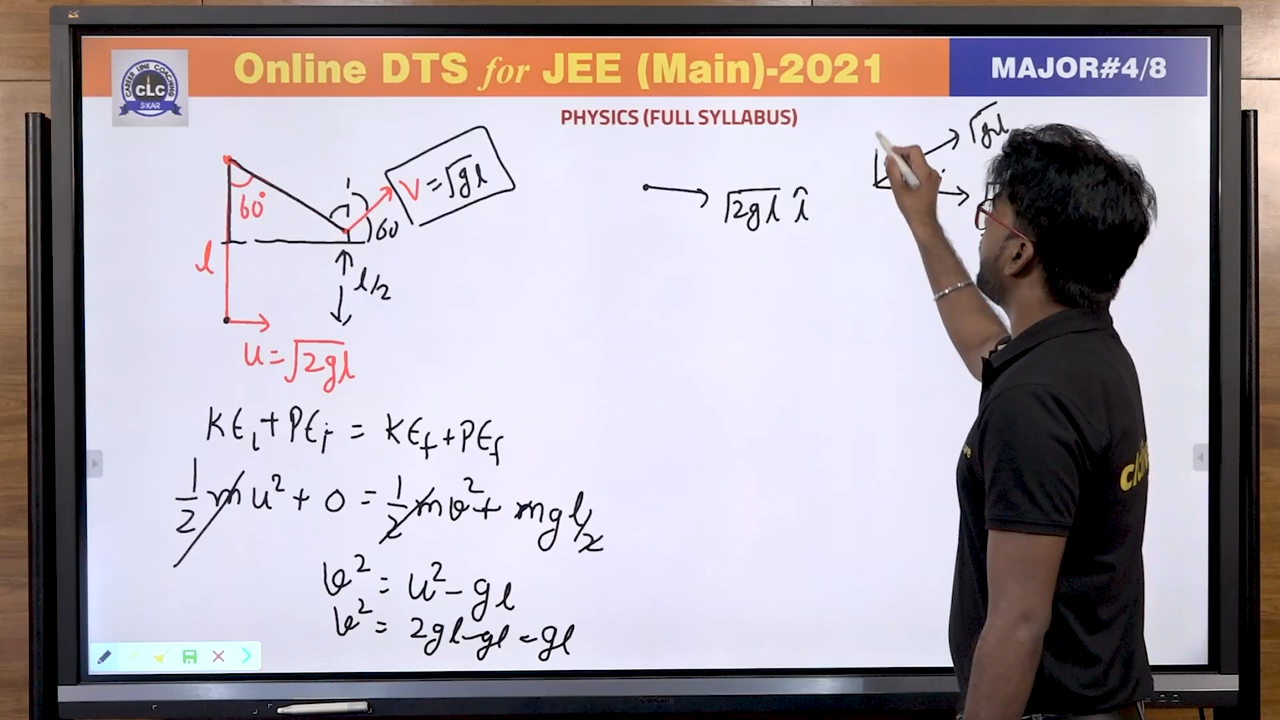 Online DTS for JEE (Main)-2021
MAJOR#4/8
CAREER LINE COACHING
CLC
SIKAR
PHYSICS (FULL SYLLABUS)
60°
V = √gl
60
l
l/2
u = √2gl
√2gl î
√gl
KEi + PEi = KEf + PEf
1/2 mu² + 0 = 1/2 mv² + mgl/2
v² = u² - gl
v² = 2gl - gl = gl